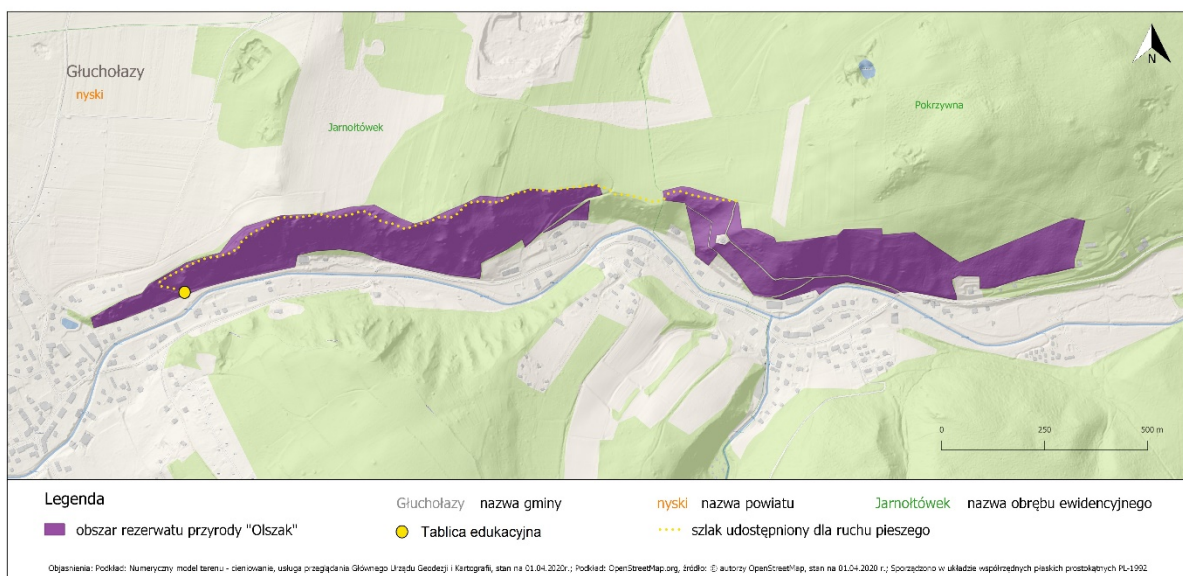 Głuchołazy
nyski
Jarnołtówek
Pokrzywna
N
0 250 500 m
Legenda
Głuchołazy nazwa gminy
nyski nazwa powiatu
Jarnołtówek nazwa obrębu ewidencyjnego
obszar rezerwatu przyrody "Olszak"
Tablica edukacyjna
szlak udostępniony dla ruchu pieszego
Objaśnienia: Podkład: Numeryczny model terenu - cieniowanie, usługa przeglądania Głównego Urzędu Geodezji i Kartografii, stan na 01.04.2020r.; Podkład: OpenStreetMap.org, źródło: © autorzy OpenStreetMap, stan na 01.04.2020 r.; Sporządzono w układzie współrzędnych płaskich prostokątnych PL-1992